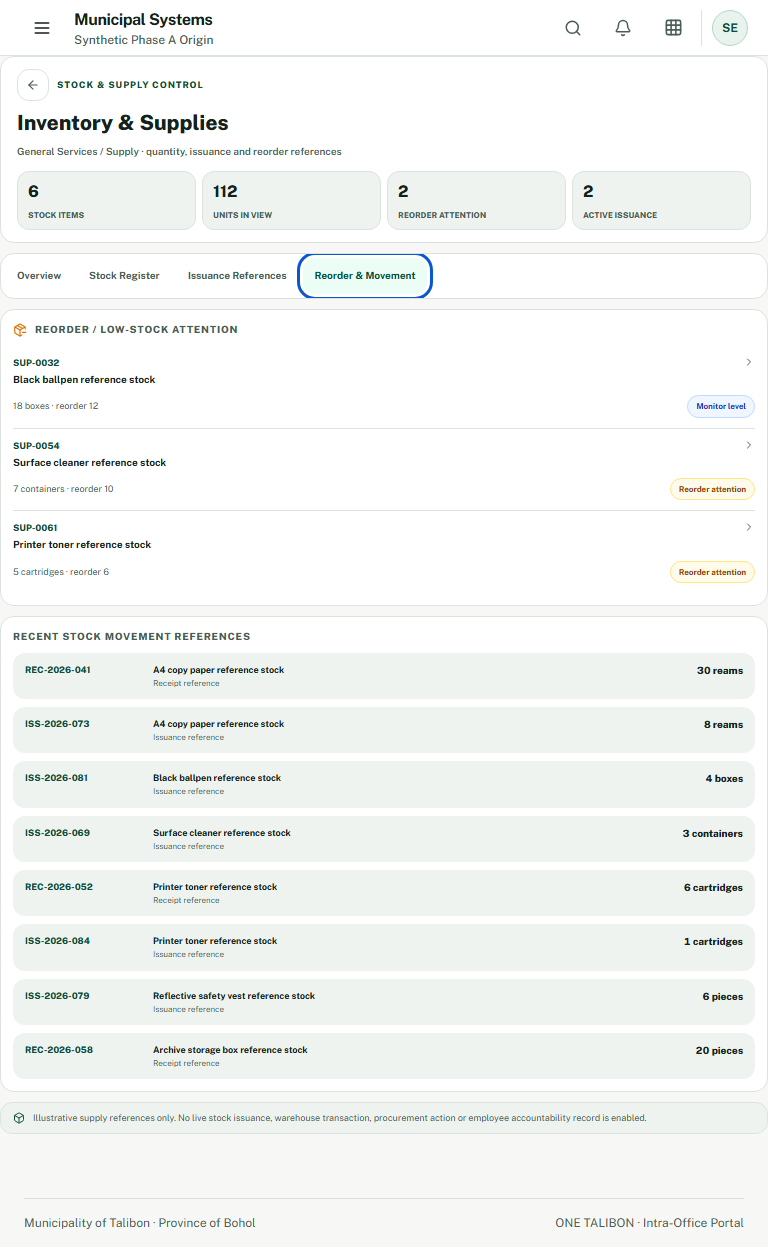 Municipal Systems
Synthetic Phase A Origin
SE
STOCK & SUPPLY CONTROL
Inventory & Supplies
General Services / Supply · quantity, issuance and reorder references
6
STOCK ITEMS
112
UNITS IN VIEW
2
REORDER ATTENTION
2
ACTIVE ISSUANCE
Overview
Stock Register
Issuance References
Reorder & Movement
REORDER / LOW-STOCK ATTENTION
SUP-0032
Black ballpen reference stock
18 boxes · reorder 12
Monitor level
SUP-0054
Surface cleaner reference stock
7 containers · reorder 10
Reorder attention
SUP-0061
Printer toner reference stock
5 cartridges · reorder 6
Reorder attention
RECENT STOCK MOVEMENT REFERENCES
REC-2026-041
A4 copy paper reference stock
Receipt reference
30 reams
ISS-2026-073
A4 copy paper reference stock
Issuance reference
8 reams
ISS-2026-081
Black ballpen reference stock
Issuance reference
4 boxes
ISS-2026-069
Surface cleaner reference stock
Issuance reference
3 containers
REC-2026-052
Printer toner reference stock
Receipt reference
6 cartridges
ISS-2026-084
Printer toner reference stock
Issuance reference
1 cartridges
ISS-2026-079
Reflective safety vest reference stock
Issuance reference
6 pieces
REC-2026-058
Archive storage box reference stock
Receipt reference
20 pieces
Illustrative supply references only. No live stock issuance, warehouse transaction, procurement action or employee accountability record is enabled.
Municipality of Talibon · Province of Bohol
ONE TALIBON · Intra-Office Portal